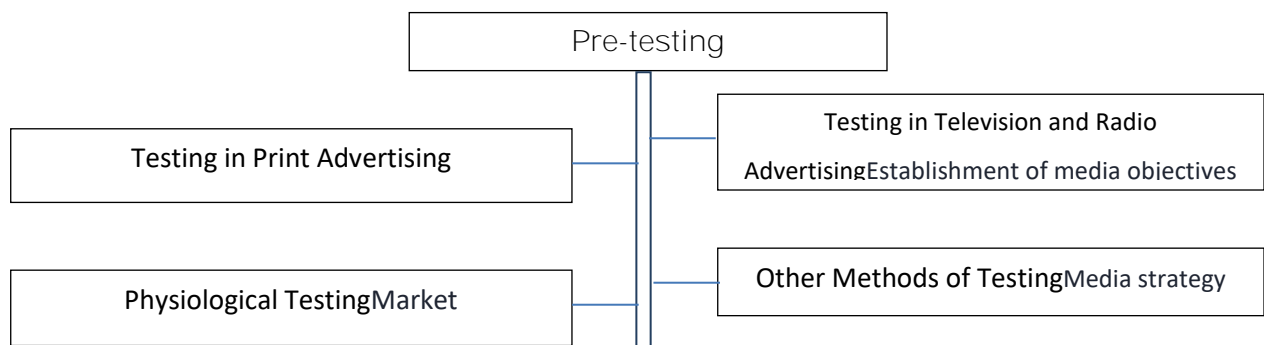 Pre-testing
Testing in Television and Radio
AdvertisingEstablishment of media objectives
Testing in Print Advertising
Other Methods of TestingMedia strategy
Physiological TestingMarket